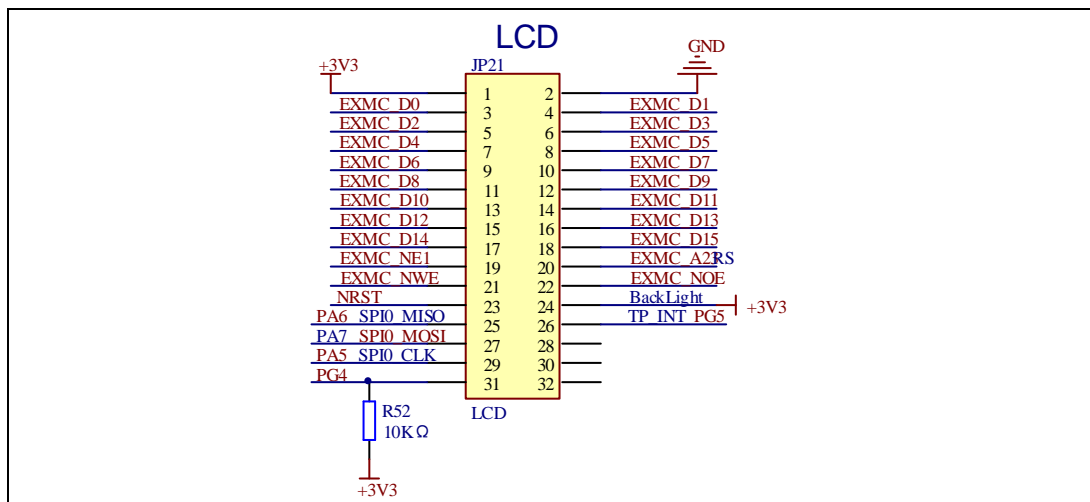 LCD
GND
+3V3 JP21
1 2
EXMC_D0 3 4 EXMC_D1
EXMC_D2 5 6 EXMC_D3
EXMC_D4 7 8 EXMC_D5
EXMC_D6 9 10 EXMC_D7
EXMC_D8 11 12 EXMC_D9
EXMC_D10 13 14 EXMC_D11
EXMC_D12 15 16 EXMC_D13
EXMC_D14 17 18 EXMC_D15
EXMC_NE1 19 20 EXMC_A23 RS
EXMC_NWE 21 22 EXMC_NOE
NRST 23 24 BackLight +3V3
PA6 SPI0_MISO 25 26 TP_INT PG5
PA7 SPI0_MOSI 27 28
PA5 SPI0_CLK 29 30
PG4 31 32
R52 LCD
10KΩ
+3V3